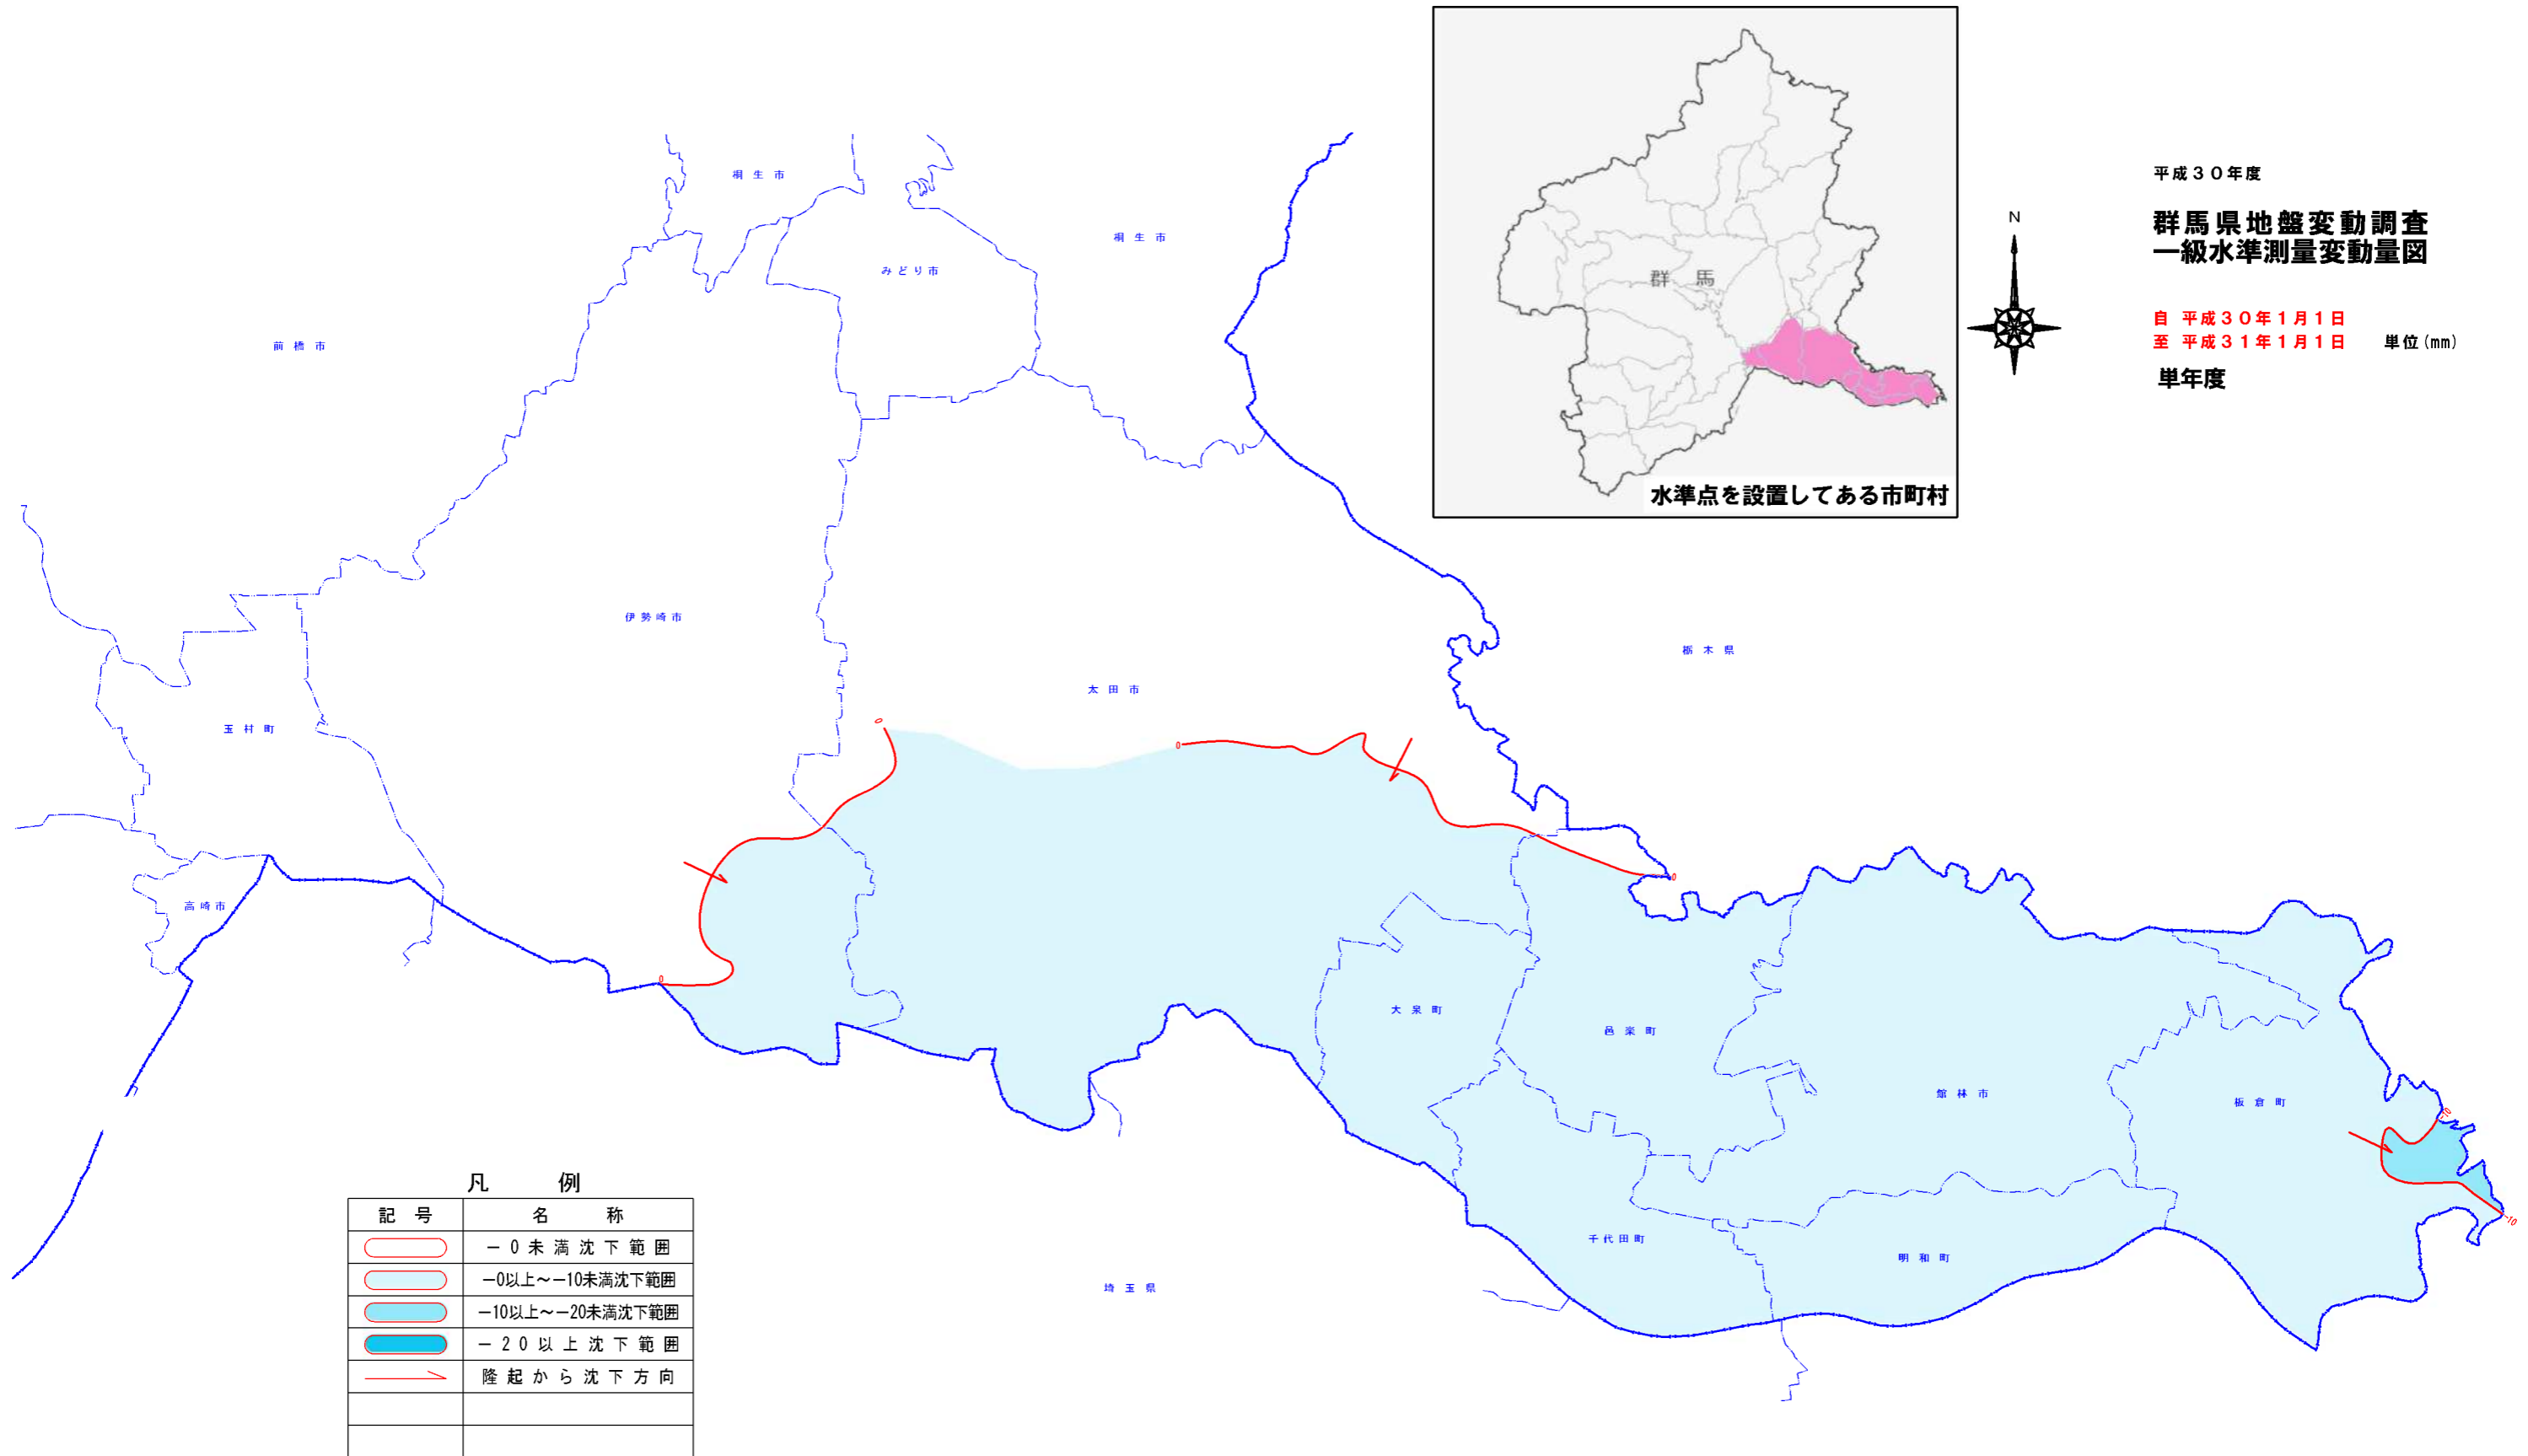 平成30年度
群馬県地盤変動調査
一級水準測量変動量図
自 平成30年1月1日
至 平成31年1月1日 単位(mm)
単年度
N
群馬
水準点を設置してある市町村
桐生市
桐生市
みどり市
前橋市
伊勢崎市
栃木県
太田市
玉村町
0
0
0
高崎市
0
大泉町
邑楽町
館林市
板倉町
-10
-10
千代田町
明和町
埼玉県
凡例
記号 名称
－0未満沈下範囲
－0以上～－10未満沈下範囲
－10以上～－20未満沈下範囲
－20以上沈下範囲
隆起から沈下方向